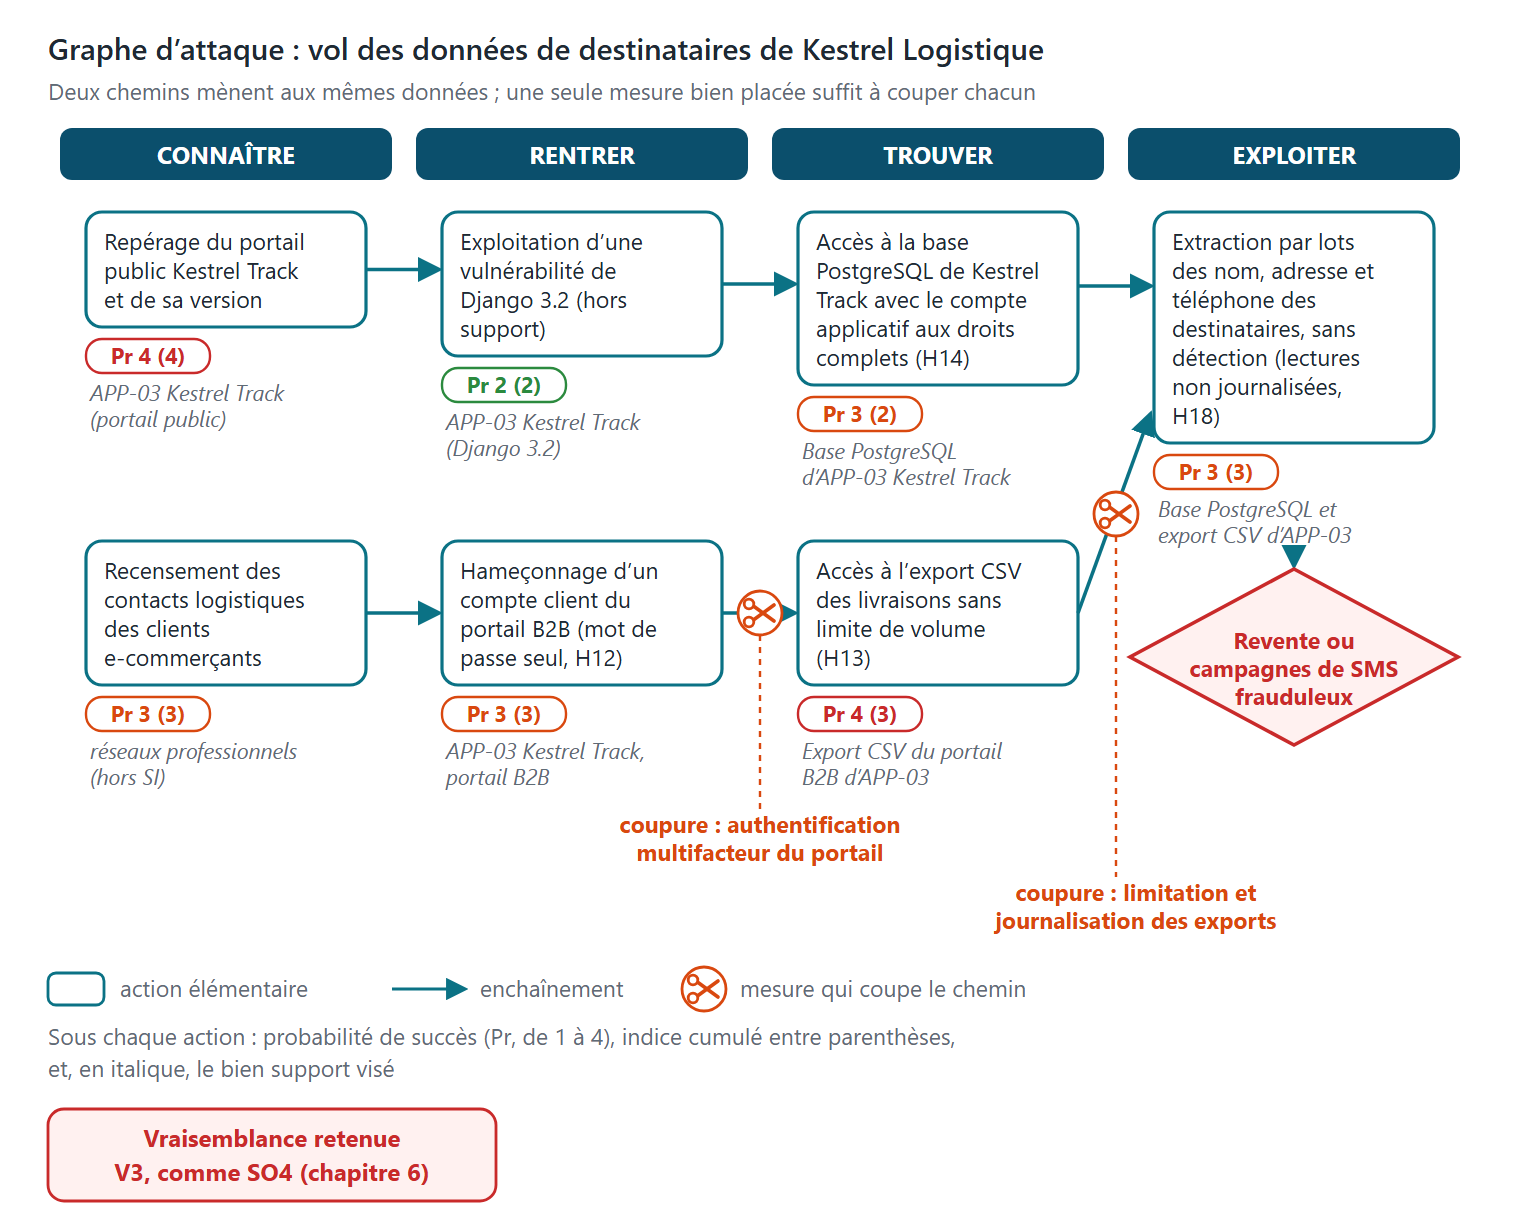 Graphe d’attaque : vol des données de destinataires de Kestrel Logistique
Deux chemins mènent aux mêmes données ; une seule mesure bien placée suffit à couper chacun
CONNAÎTRE
RENTRER
TROUVER
EXPLOITER
Repérage du portail
public Kestrel Track
et de sa version
Pr 4 (4)
APP-03 Kestrel Track
(portail public)
Exploitation d’une
vulnérabilité de
Django 3.2 (hors
support)
Pr 2 (2)
APP-03 Kestrel Track
(Django 3.2)
Accès à la base
PostgreSQL de Kestrel
Track avec le compte
applicatif aux droits
complets (H14)
Pr 3 (2)
Base PostgreSQL
d’APP-03 Kestrel Track
Extraction par lots
des nom, adresse et
téléphone des
destinataires, sans
détection (lectures
non journalisées,
H18)
Pr 3 (3)
Base PostgreSQL et
export CSV d’APP-03
Recensement des
contacts logistiques
des clients
e-commerçants
Pr 3 (3)
réseaux professionnels
(hors SI)
Hameçonnage d’un
compte client du
portail B2B (mot de
passe seul, H12)
Pr 3 (3)
APP-03 Kestrel Track,
portail B2B
Accès à l’export CSV
des livraisons sans
limite de volume
(H13)
Pr 4 (3)
Export CSV du portail
B2B d’APP-03
Revente ou
campagnes de SMS
frauduleux
coupure : authentification
multifacteur du portail
coupure : limitation et
journalisation des exports
action élémentaire
enchaînement
mesure qui coupe le chemin
Sous chaque action : probabilité de succès (Pr, de 1 à 4), indice cumulé entre parenthèses,
et, en italique, le bien support visé
Vraisemblance retenue
V3, comme SO4 (chapitre 6)